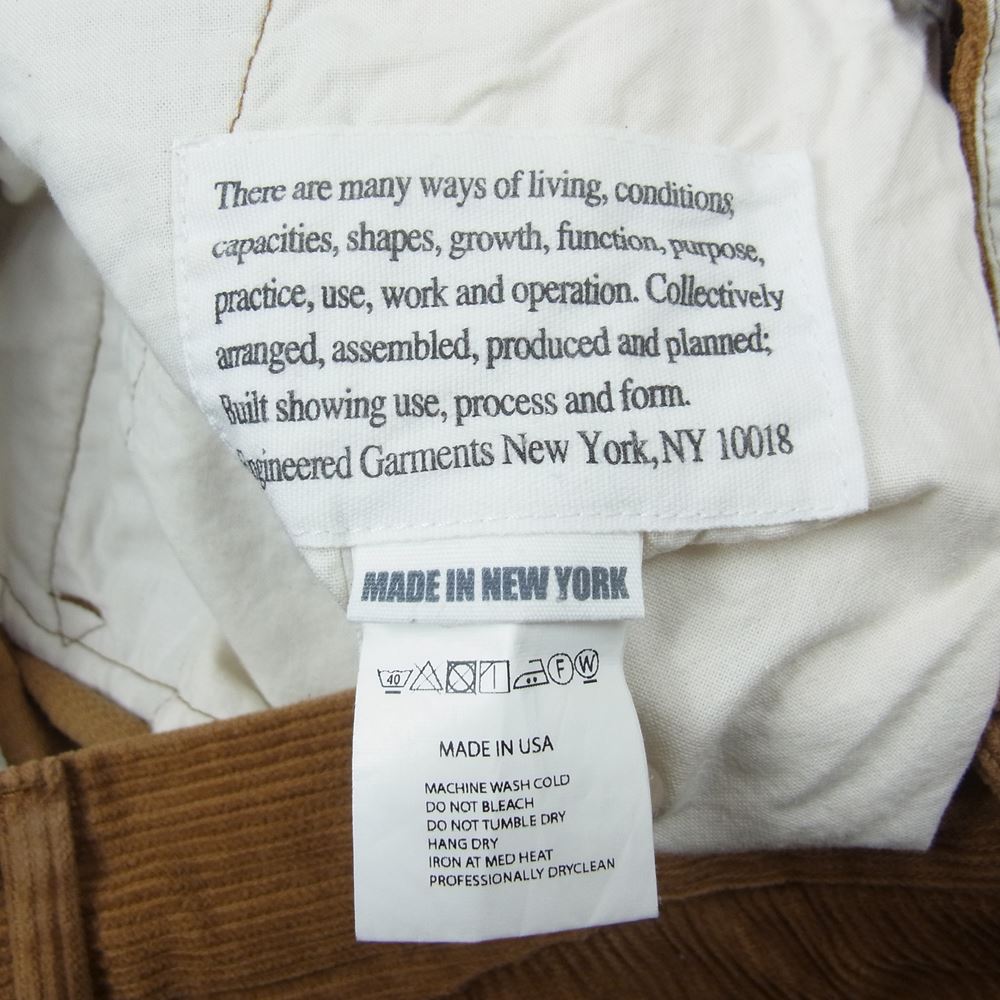 There are many ways of living, conditions,
capacities, shapes, growth, function, purpose,
practice, use, work and operation. Collectively
arranged, assembled, produced and planned;
Built showing use, process and form.
Engineered Garments New York, NY 10018
MADE IN NEW YORK
40 F W
MADE IN USA
MACHINE WASH COLD
DO NOT BLEACH
DO NOT TUMBLE DRY
HANG DRY
IRON AT MED HEAT
PROFESSIONALLY DRYCLEAN